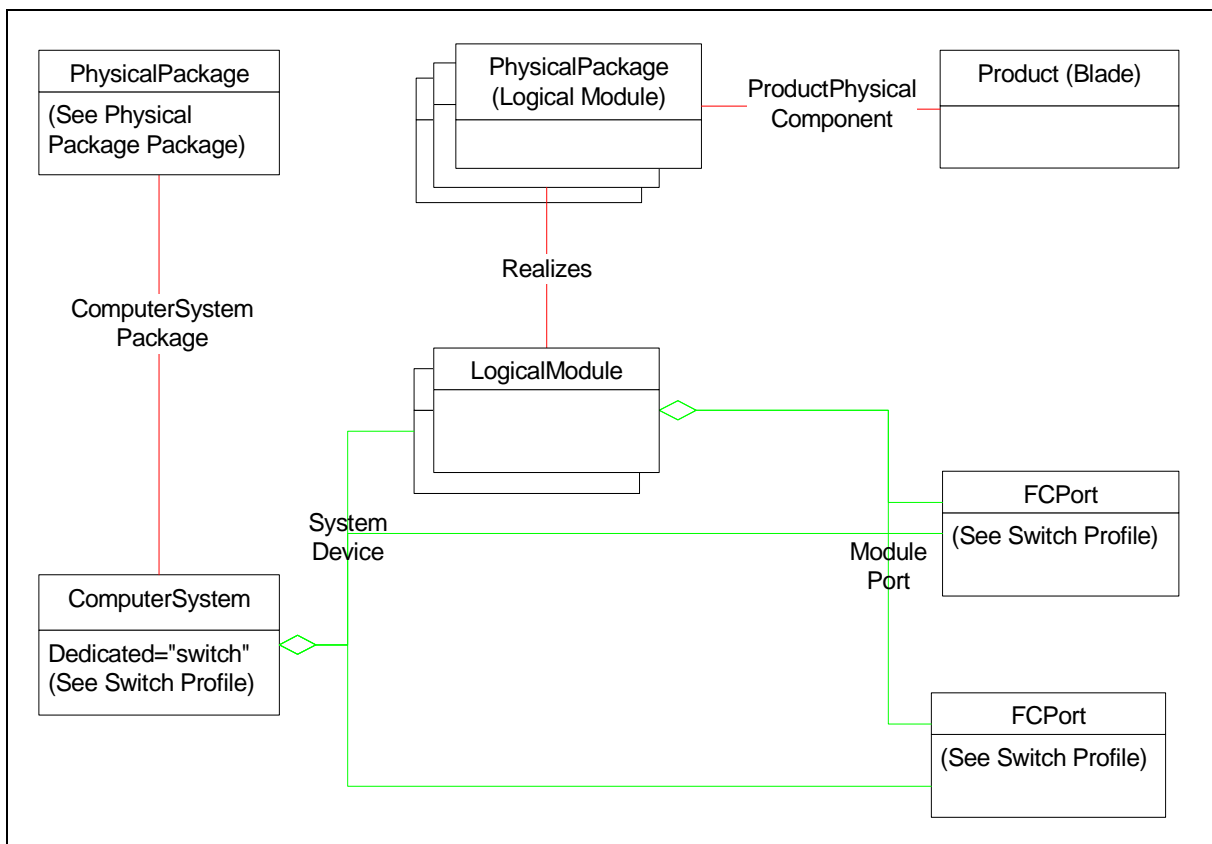 PhysicalPackage
(See Physical
Package Package)
PhysicalPackage
(Logical Module)
ProductPhysical
Component
Product (Blade)
Realizes
ComputerSystem
Package
LogicalModule
System
Device
Module
Port
FCPort
(See Switch Profile)
ComputerSystem
Dedicated="switch"
(See Switch Profile)
FCPort
(See Switch Profile)